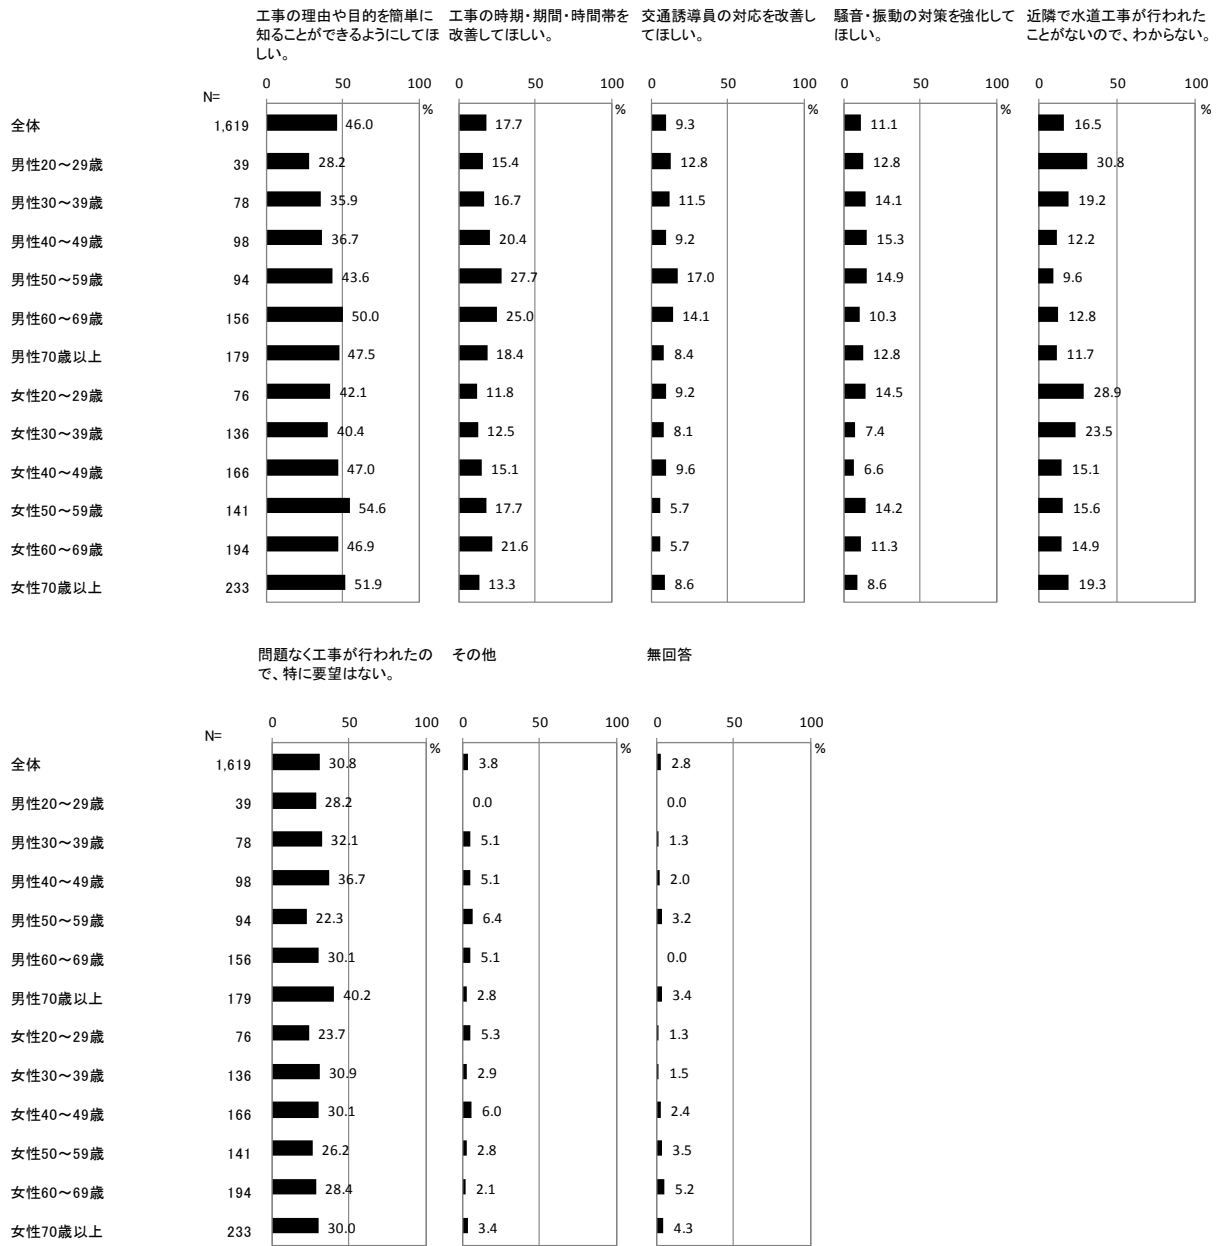 工事の理由や目的を簡単に 工事の時期・期間・時間帯を 交通誘導員の対応を改善し 騒音・振動の対策を強化して 近隣で水道工事が行われた
知ることができるようにしてほ 改善してほしい。 てほしい。 ほしい。 ことがないので、わからない。
しい。
0 50 100 0 50 100 0 50 100 0 50 100 0 50 100
N= % % % % %
全体 1,619 46.0 17.7 9.3 11.1 16.5
男性20～29歳 39 28.2 15.4 12.8 12.8 30.8
男性30～39歳 78 35.9 16.7 11.5 14.1 19.2
男性40～49歳 98 36.7 20.4 9.2 15.3 12.2
男性50～59歳 94 43.6 27.7 17.0 14.9 9.6
男性60～69歳 156 50.0 25.0 14.1 10.3 12.8
男性70歳以上 179 47.5 18.4 8.4 12.8 11.7
女性20～29歳 76 42.1 11.8 9.2 14.5 28.9
女性30～39歳 136 40.4 12.5 8.1 7.4 23.5
女性40～49歳 166 47.0 15.1 9.6 6.6 15.1
女性50～59歳 141 54.6 17.7 5.7 14.2 15.6
女性60～69歳 194 46.9 21.6 5.7 11.3 14.9
女性70歳以上 233 51.9 13.3 8.6 8.6 19.3
問題なく工事が行われたの その他 無回答
で、特に要望はない。
0 50 100 0 50 100 0 50 100
N= % % %
全体 1,619 30.8 3.8 2.8
男性20～29歳 39 28.2 0.0 0.0
男性30～39歳 78 32.1 5.1 1.3
男性40～49歳 98 36.7 5.1 2.0
男性50～59歳 94 22.3 6.4 3.2
男性60～69歳 156 30.1 5.1 0.0
男性70歳以上 179 40.2 2.8 3.4
女性20～29歳 76 23.7 5.3 1.3
女性30～39歳 136 30.9 2.9 1.5
女性40～49歳 166 30.1 6.0 2.4
女性50～59歳 141 26.2 2.8 3.5
女性60～69歳 194 28.4 2.1 5.2
女性70歳以上 233 30.0 3.4 4.3